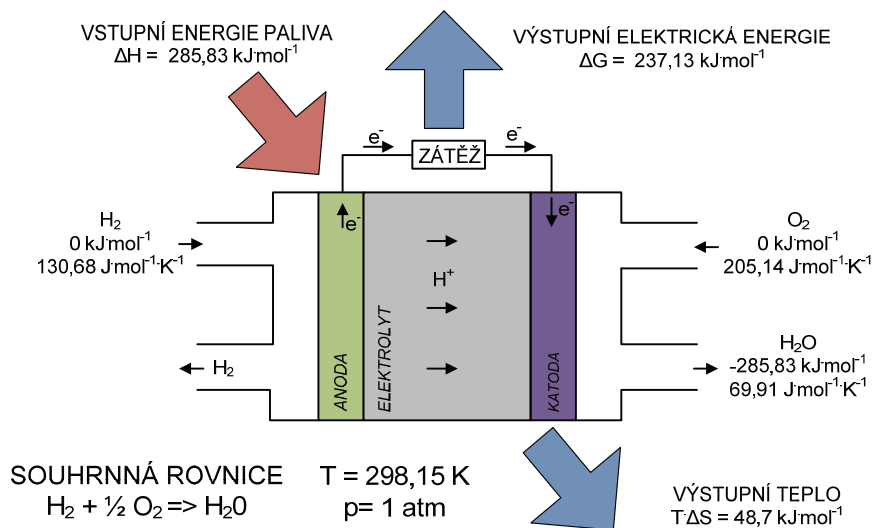 VSTUPNÍ ENERGIE PALIVA
ΔH = 285,83 kJ·mol⁻¹
VÝSTUPNÍ ELEKTRICKÁ ENERGIE
ΔG = 237,13 kJ·mol⁻¹
e⁻
ZÁTĚŽ
e⁻
H₂
0 kJ·mol⁻¹
130,68 J·mol⁻¹·K⁻¹
e⁻
e⁻
O₂
0 kJ·mol⁻¹
205,14 J·mol⁻¹·K⁻¹
H⁺
H₂
ANODA
ELEKTROLYT
KATODA
H₂O
-285,83 kJ·mol⁻¹
69,91 J·mol⁻¹·K⁻¹
SOUHRNNÁ ROVNICE
H₂ + ½ O₂ => H₂0
T = 298,15 K
p= 1 atm
VÝSTUPNÍ TEPLO
T·ΔS = 48,7 kJ·mol⁻¹